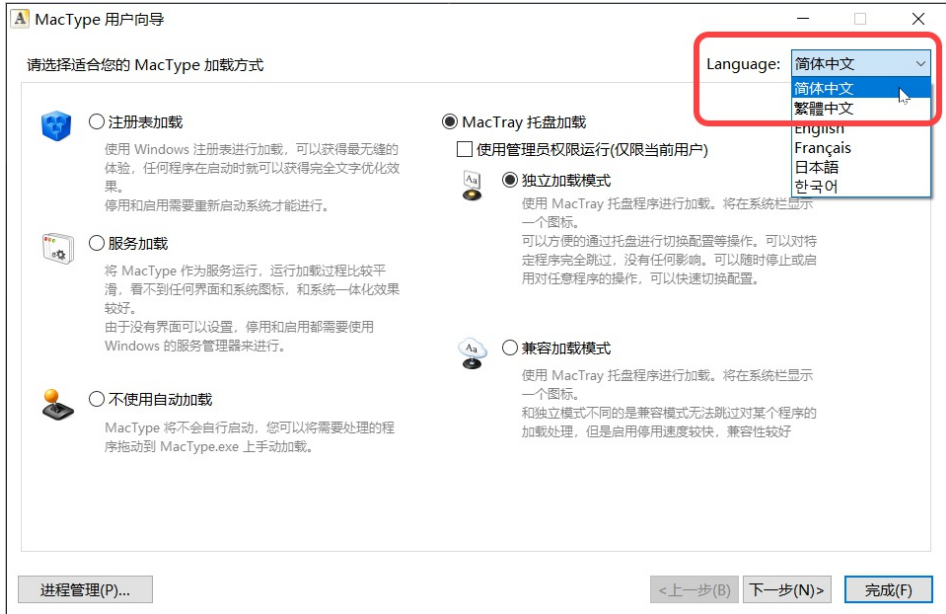 MacType 用户向导
请选择适合您的 MacType 加载方式
Language: 简体中文
简体中文
繁體中文
English
Français
日本語
한국어
注册表加载
使用 Windows 注册表进行加载，可以获得最无缝的
体验，任何程序在启动时就可以获得完全文字优化效
果。
停用和启用需要重新启动系统才能进行。
服务加载
将 MacType 作为服务运行，运行加载过程比较平
滑，看不到任何界面和系统图标，和系统一体化效果
较好。
由于没有界面可以设置，停用和启用都需要使用
Windows 的服务管理器来进行。
不使用自动加载
MacType 将不会自行启动，您可以将需要处理的程
序拖动到 MacType.exe 上手动加载。
MacTray 托盘加载
使用管理员权限运行(仅限当前用户)
独立加载模式
使用 MacTray 托盘程序进行加载。将在系统栏显示
一个图标。
可以方便的通过托盘进行切换配置等操作。可以对特
定程序完全跳过，没有任何影响。可以随时停止或启
用对任意程序的操作，可以快速切换配置。
兼容加载模式
使用 MacTray 托盘程序进行加载。将在系统栏显示
一个图标。
和独立模式不同的是兼容模式无法跳过对某个程序的
加载处理，但是启用停用速度较快，兼容性较好
进程管理(P)...
<上一步(B)
下一步(N)>
完成(F)